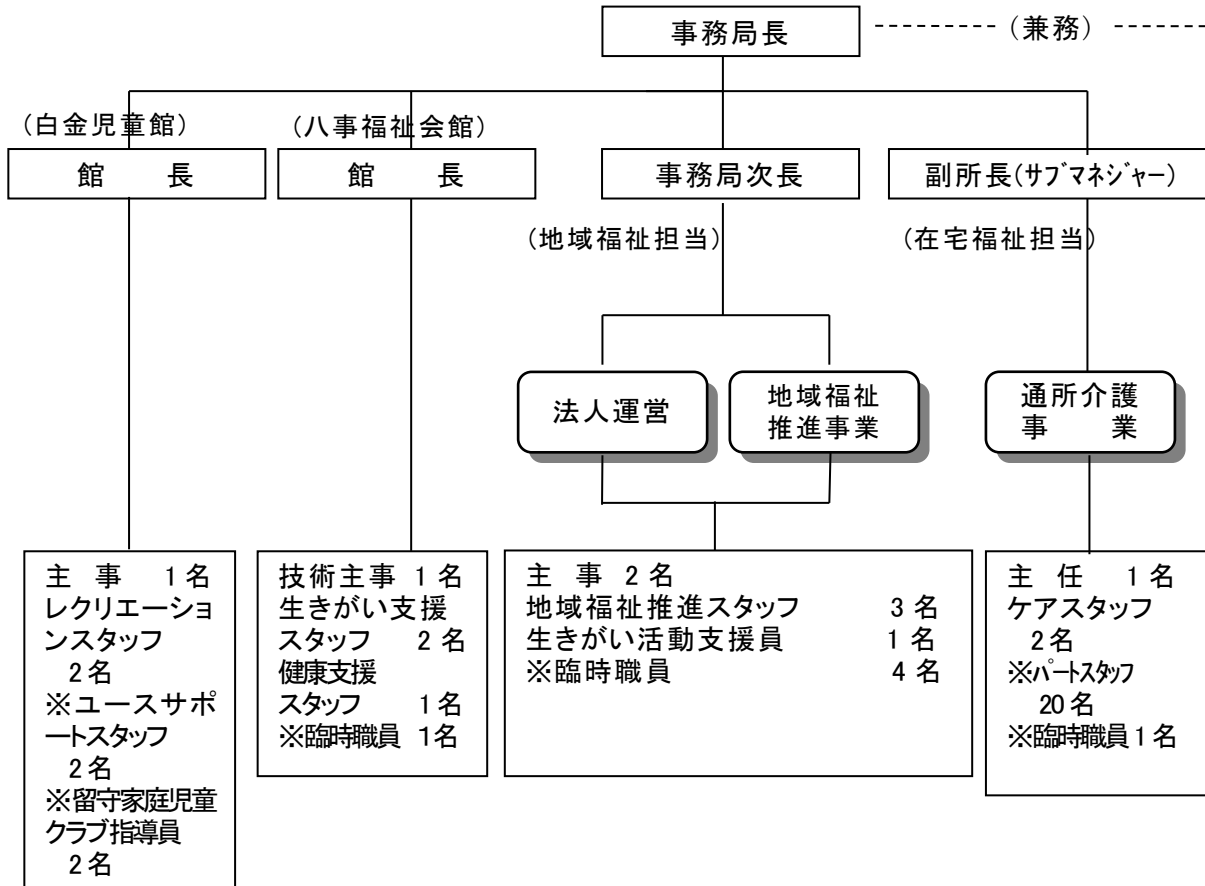 事務局長
（兼務）
（白金児童館）
（八事福祉会館）
館　　長
館　　長
事務局次長
副所長(サブマネジャー)
（地域福祉担当）
（在宅福祉担当）
法人運営
地域福祉
推進事業
通所介護
事　　業
主　事　1名
レクリエーショ
ンスタッフ
2名
※ユースサポ
ートスタッフ
2名
※留守家庭児童
クラブ指導員
2名
技術主事 1名
生きがい支援
スタッフ　2名
健康支援
スタッフ　1名
※臨時職員 1名
主　事 2名
地域福祉推進スタッフ　3名
生きがい活動支援員　1名
※臨時職員　4名
主　任　1名
ケアスタッフ
2名
※パートスタッフ
20名
※臨時職員 1名